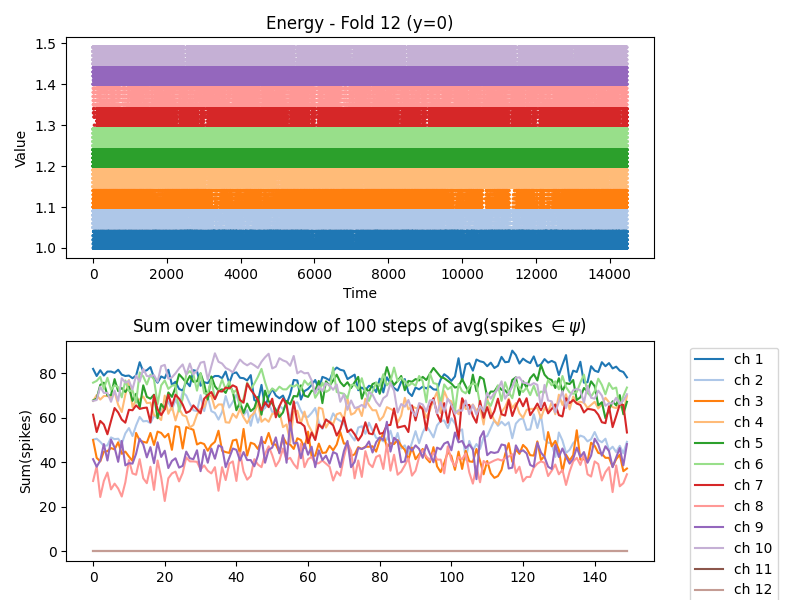 Energy - Fold 12 (y=0)
1.5
1.4
1.3
1.2
1.1
1.0
Value
0 2000 4000 6000 8000 10000 12000 14000
Time
Sum over timewindow of 100 steps of avg(spikes ∈ ψ)
80
60
40
20
0
Sum(spikes)
0 20 40 60 80 100 120 140
ch 1
ch 2
ch 3
ch 4
ch 5
ch 6
ch 7
ch 8
ch 9
ch 10
ch 11
ch 12